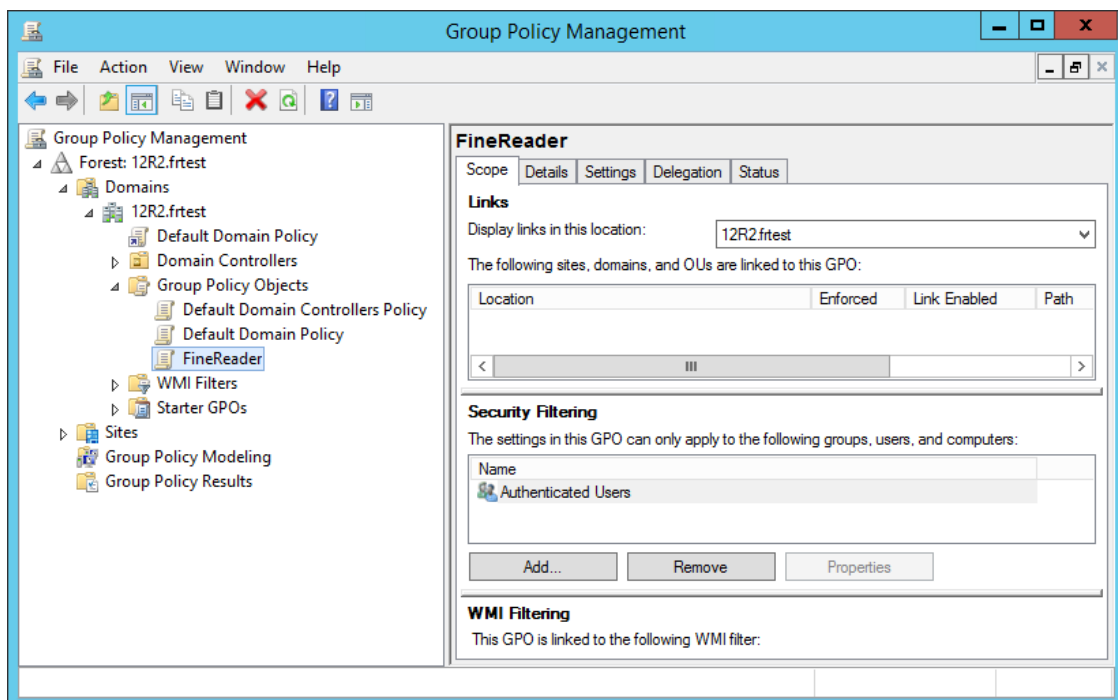 Group Policy Management
File Action View Window Help
Group Policy Management
Forest: 12R2.frtest
Domains
12R2.frtest
Default Domain Policy
Domain Controllers
Group Policy Objects
Default Domain Controllers Policy
Default Domain Policy
FineReader
WMI Filters
Starter GPOs
Sites
Group Policy Modeling
Group Policy Results
FineReader
Scope Details Settings Delegation Status
Links
Display links in this location: 12R2.frtest
The following sites, domains, and OUs are linked to this GPO:
Location Enforced Link Enabled Path
Security Filtering
The settings in this GPO can only apply to the following groups, users, and computers:
Name
Authenticated Users
Add... Remove Properties
WMI Filtering
This GPO is linked to the following WMI filter: